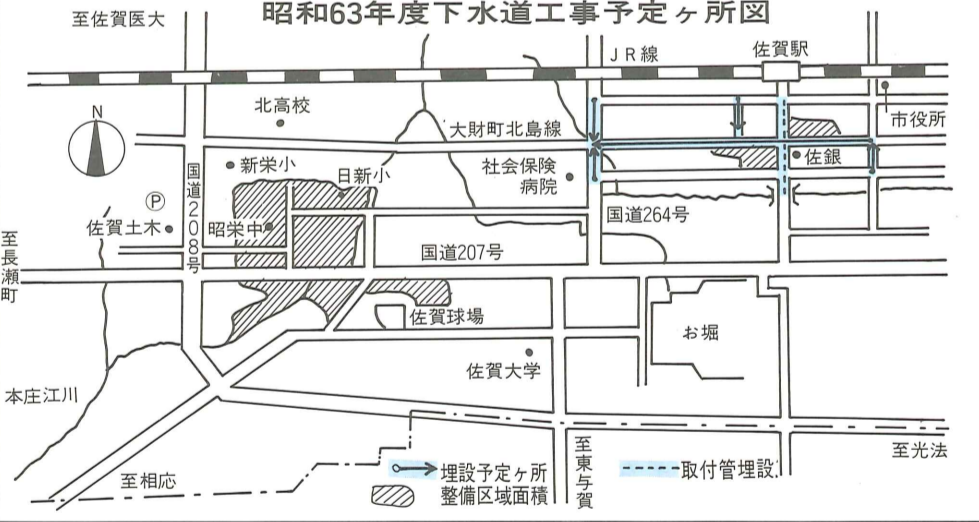 昭和63年度下水道工事予定ヶ所図
至佐賀医大
JR線
佐賀駅
N
北高校
大財町北島線
市役所
新栄小
日新小
社会保険
病院
佐銀
国道208号
P
佐賀土木
昭栄中
国道264号
至長瀬町
国道207号
佐賀球場
お堀
佐賀大学
本庄江川
至相応
至東与賀
至光法
埋設予定ヶ所
取付管埋設
整備区域面積